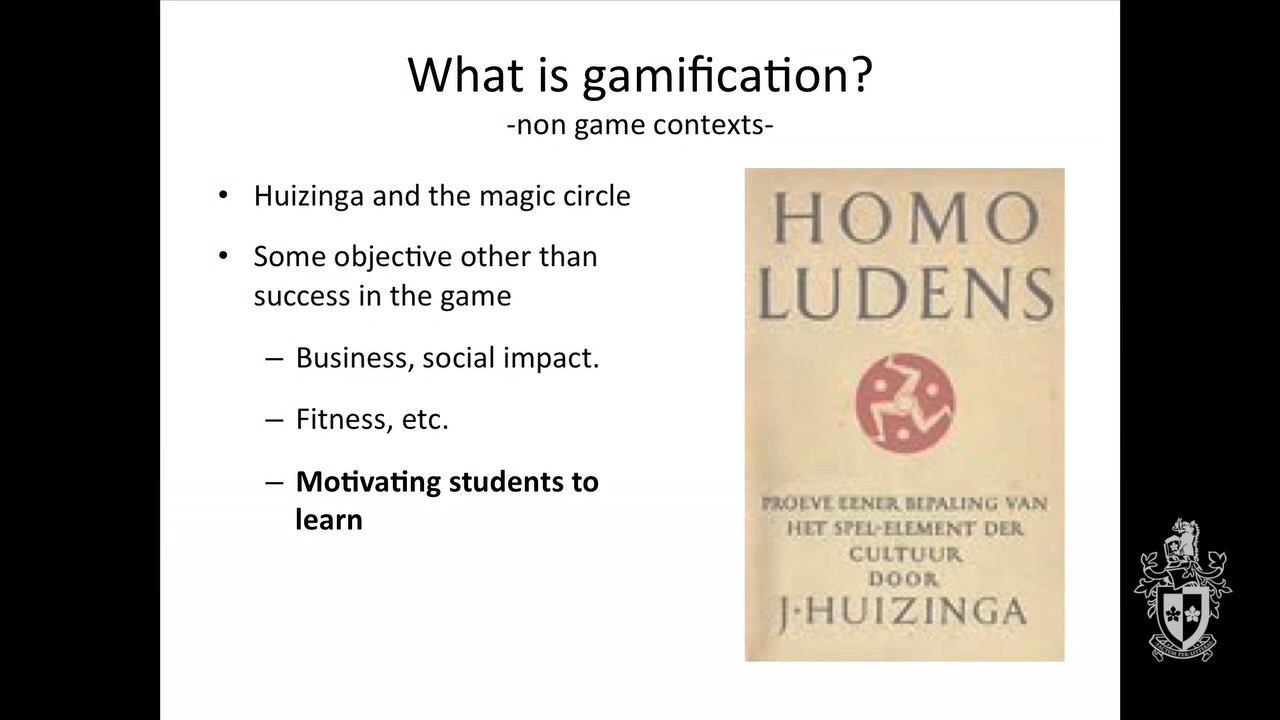 What is gamification?
-non game contexts-
• Huizinga and the magic circle
• Some objective other than
success in the game
– Business, social impact.
– Fitness, etc.
– Motivating students to
learn
HOMO
LUDENS
PROEVE EENER BEPALING VAN
HET SPEL-ELEMENT DER
CULTUUR
DOOR
J·HUIZINGA